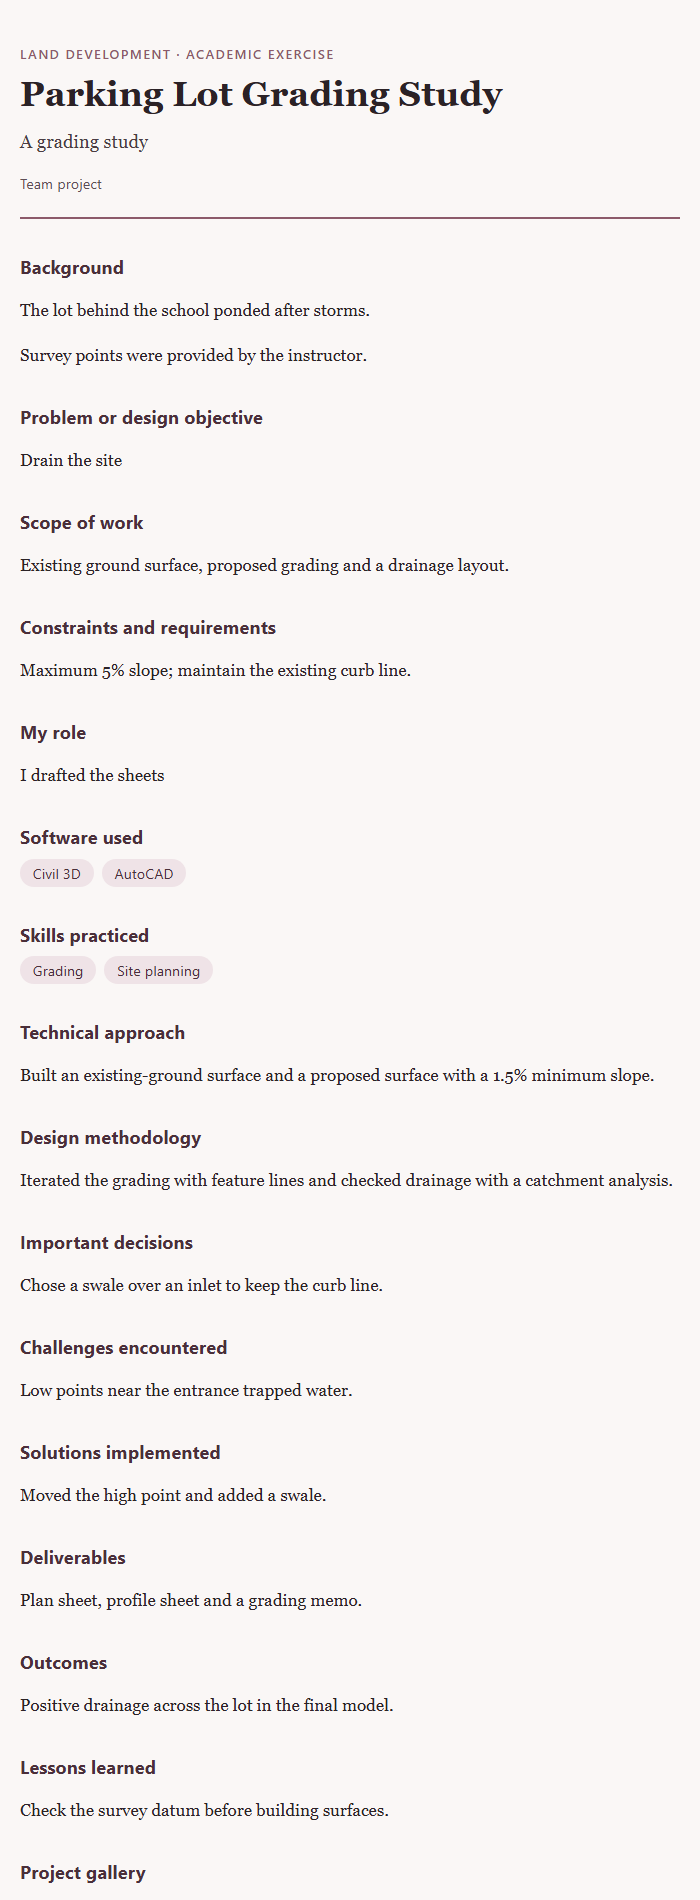 LAND DEVELOPMENT · ACADEMIC EXERCISE
Parking Lot Grading Study
A grading study
Team project
Background
The lot behind the school ponded after storms.
Survey points were provided by the instructor.
Problem or design objective
Drain the site
Scope of work
Existing ground surface, proposed grading and a drainage layout.
Constraints and requirements
Maximum 5% slope; maintain the existing curb line.
My role
I drafted the sheets
Software used
Civil 3D AutoCAD
Skills practiced
Grading Site planning
Technical approach
Built an existing-ground surface and a proposed surface with a 1.5% minimum slope.
Design methodology
Iterated the grading with feature lines and checked drainage with a catchment analysis.
Important decisions
Chose a swale over an inlet to keep the curb line.
Challenges encountered
Low points near the entrance trapped water.
Solutions implemented
Moved the high point and added a swale.
Deliverables
Plan sheet, profile sheet and a grading memo.
Outcomes
Positive drainage across the lot in the final model.
Lessons learned
Check the survey datum before building surfaces.
Project gallery